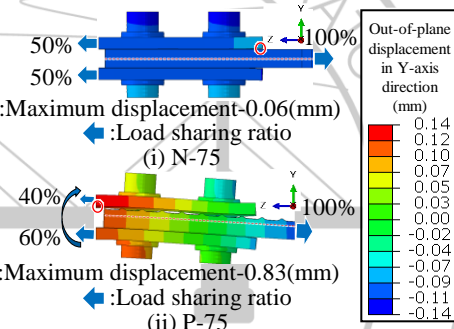 50%
50%
Y
Z
100%
:Maximum displacement-0.06(mm)
:Load sharing ratio
(i) N-75
40%
60%
Y
Z
100%
:Maximum displacement-0.83(mm)
:Load sharing ratio
(ii) P-75
Out-of-plane
displacement
in Y-axis
direction
(mm)
0.14
0.12
0.10
0.07
0.05
0.03
0.00
-0.02
-0.04
-0.07
-0.09
-0.11
-0.14